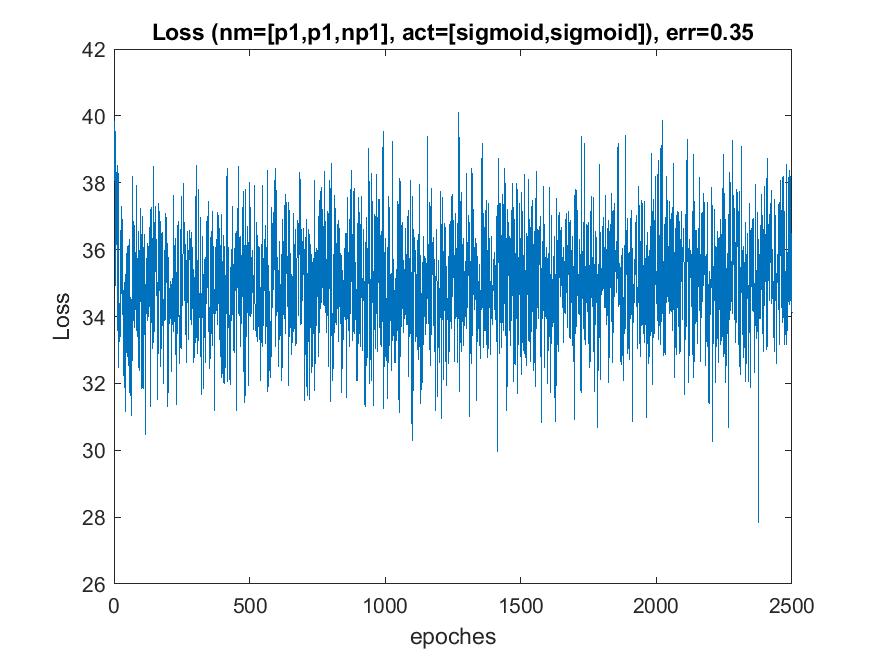 Loss (nm=[p1,p1,np1], act=[sigmoid,sigmoid]), err=0.35
42
40
38
36
34
32
30
28
26
Loss
0 500 1000 1500 2000 2500
epoches